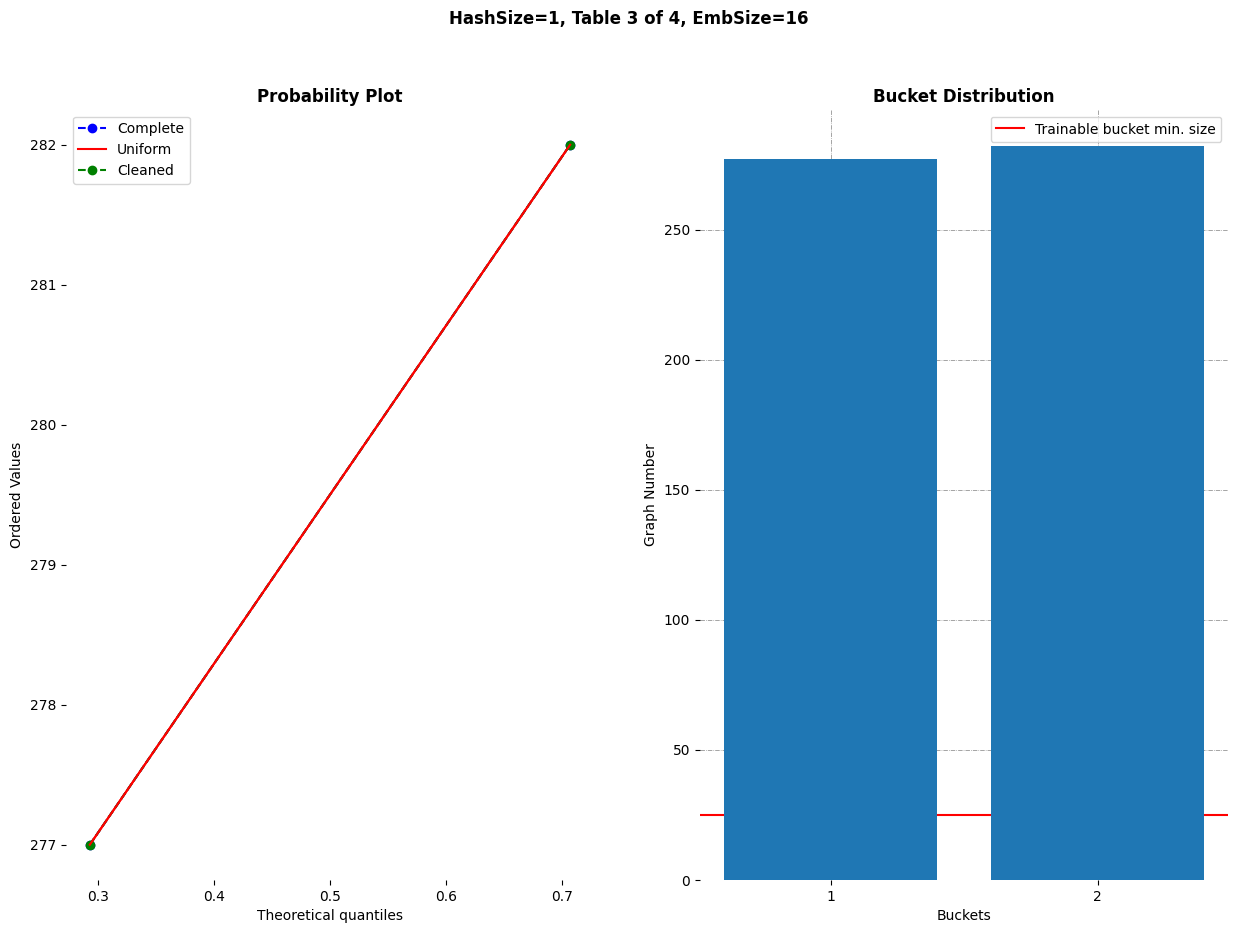 HashSize=1, Table 3 of 4, EmbSize=16
Probability Plot
Complete
Uniform
Cleaned
282
281
280
279
278
277
Ordered Values
0.3 0.4 0.5 0.6 0.7
Theoretical quantiles
Bucket Distribution
Trainable bucket min. size
250
200
150
100
50
0
Graph Number
1 2
Buckets